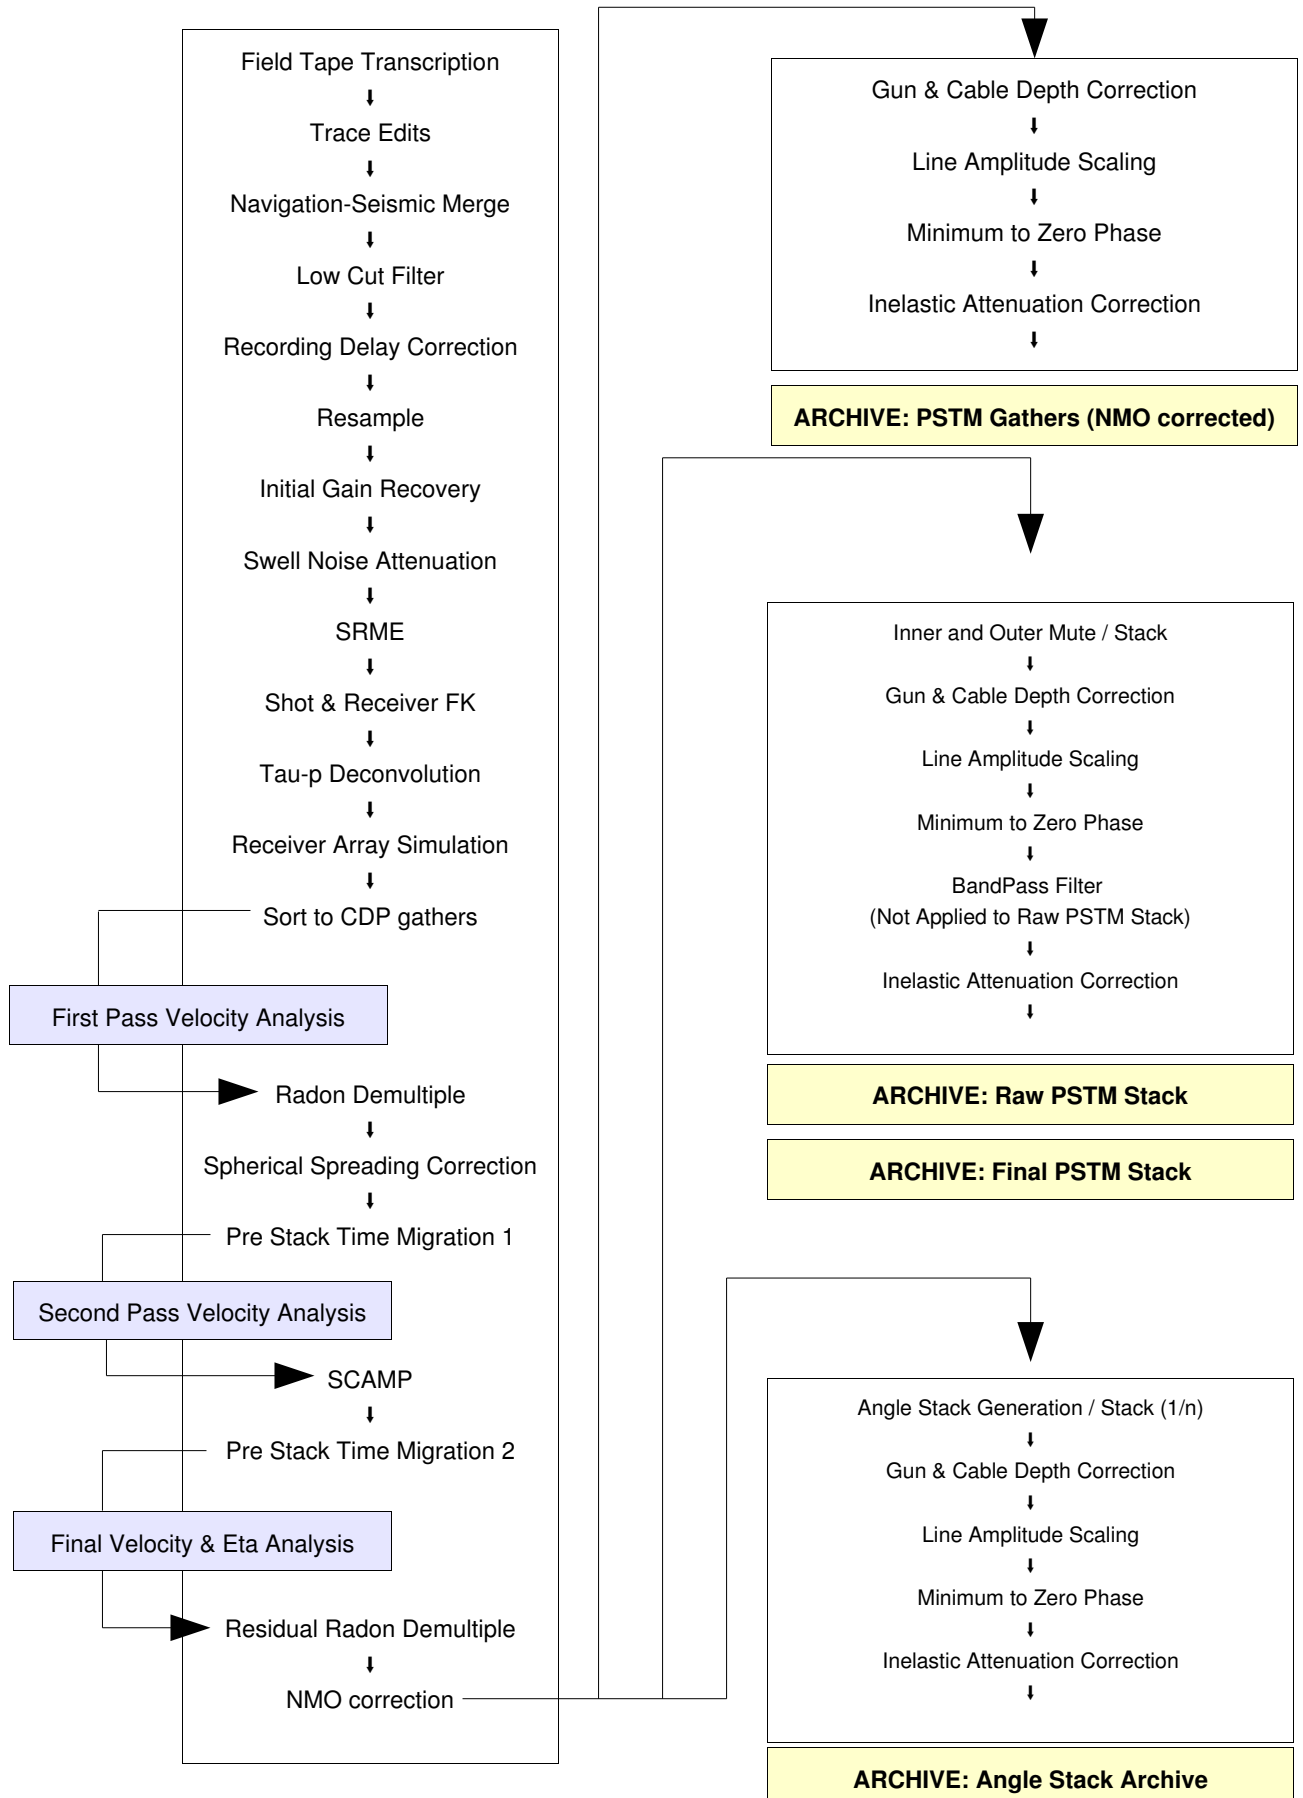 Field Tape Transcription
Trace Edits
Navigation-Seismic Merge
Low Cut Filter
Recording Delay Correction
Resample
Initial Gain Recovery
Swell Noise Attenuation
SRME
Shot & Receiver FK
Tau-p Deconvolution
Receiver Array Simulation
Sort to CDP gathers
First Pass Velocity Analysis
Radon Demultiple
Spherical Spreading Correction
Pre Stack Time Migration 1
Second Pass Velocity Analysis
SCAMP
Pre Stack Time Migration 2
Final Velocity & Eta Analysis
Residual Radon Demultiple
NMO correction
Gun & Cable Depth Correction
Line Amplitude Scaling
Minimum to Zero Phase
Inelastic Attenuation Correction
ARCHIVE: PSTM Gathers (NMO corrected)
Inner and Outer Mute / Stack
Gun & Cable Depth Correction
Line Amplitude Scaling
Minimum to Zero Phase
BandPass Filter
(Not Applied to Raw PSTM Stack)
Inelastic Attenuation Correction
ARCHIVE: Raw PSTM Stack
ARCHIVE: Final PSTM Stack
Angle Stack Generation / Stack (1/n)
Gun & Cable Depth Correction
Line Amplitude Scaling
Minimum to Zero Phase
Inelastic Attenuation Correction
ARCHIVE: Angle Stack Archive